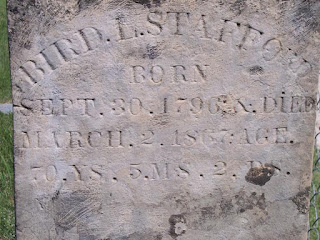 BIRD. L. STAFFORD
BORN
SEPT. 30. 1796. & DIED
MARCH. 2. 1867. AGE.
70. YS. 5. MS. 2. DS.